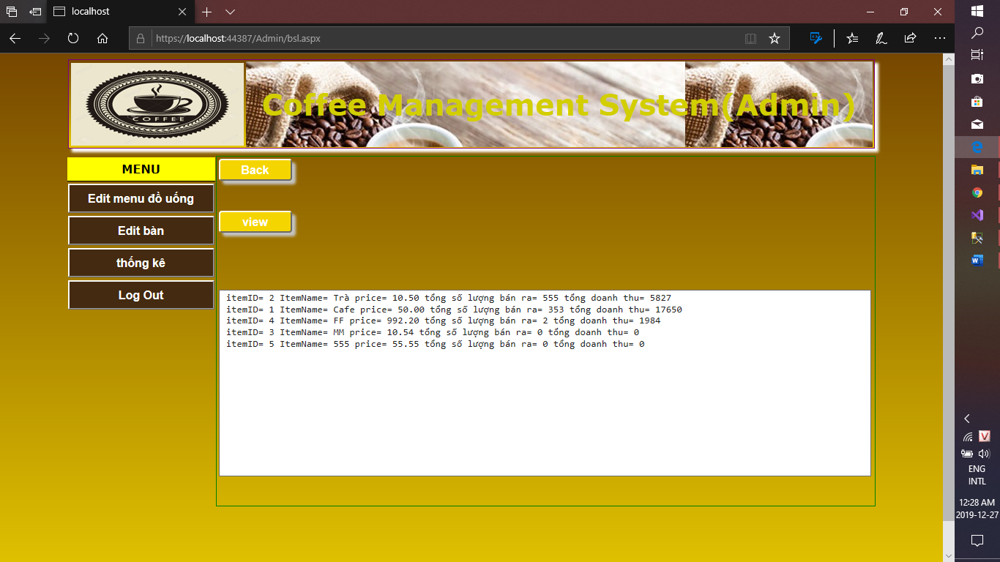 localhost
https://localhost:44387/Admin/bsl.aspx
COFFEE
Coffee Management System(Admin)
MENU
Edit menu đồ uống
Edit bàn
thống kê
Log Out
Back
view
itemID= 2 ItemName= Trà price= 10.50 tổng số lượng bán ra= 555 tổng doanh thu= 5827
itemID= 1 ItemName= Cafe price= 50.00 tổng số lượng bán ra= 353 tổng doanh thu= 17650
itemID= 4 ItemName= FF price= 992.20 tổng số lượng bán ra= 2 tổng doanh thu= 1984
itemID= 3 ItemName= MM price= 10.54 tổng số lượng bán ra= 0 tổng doanh thu= 0
itemID= 5 ItemName= 555 price= 55.55 tổng số lượng bán ra= 0 tổng doanh thu= 0
V
ENG
INTL
12:28 AM
2019-12-27